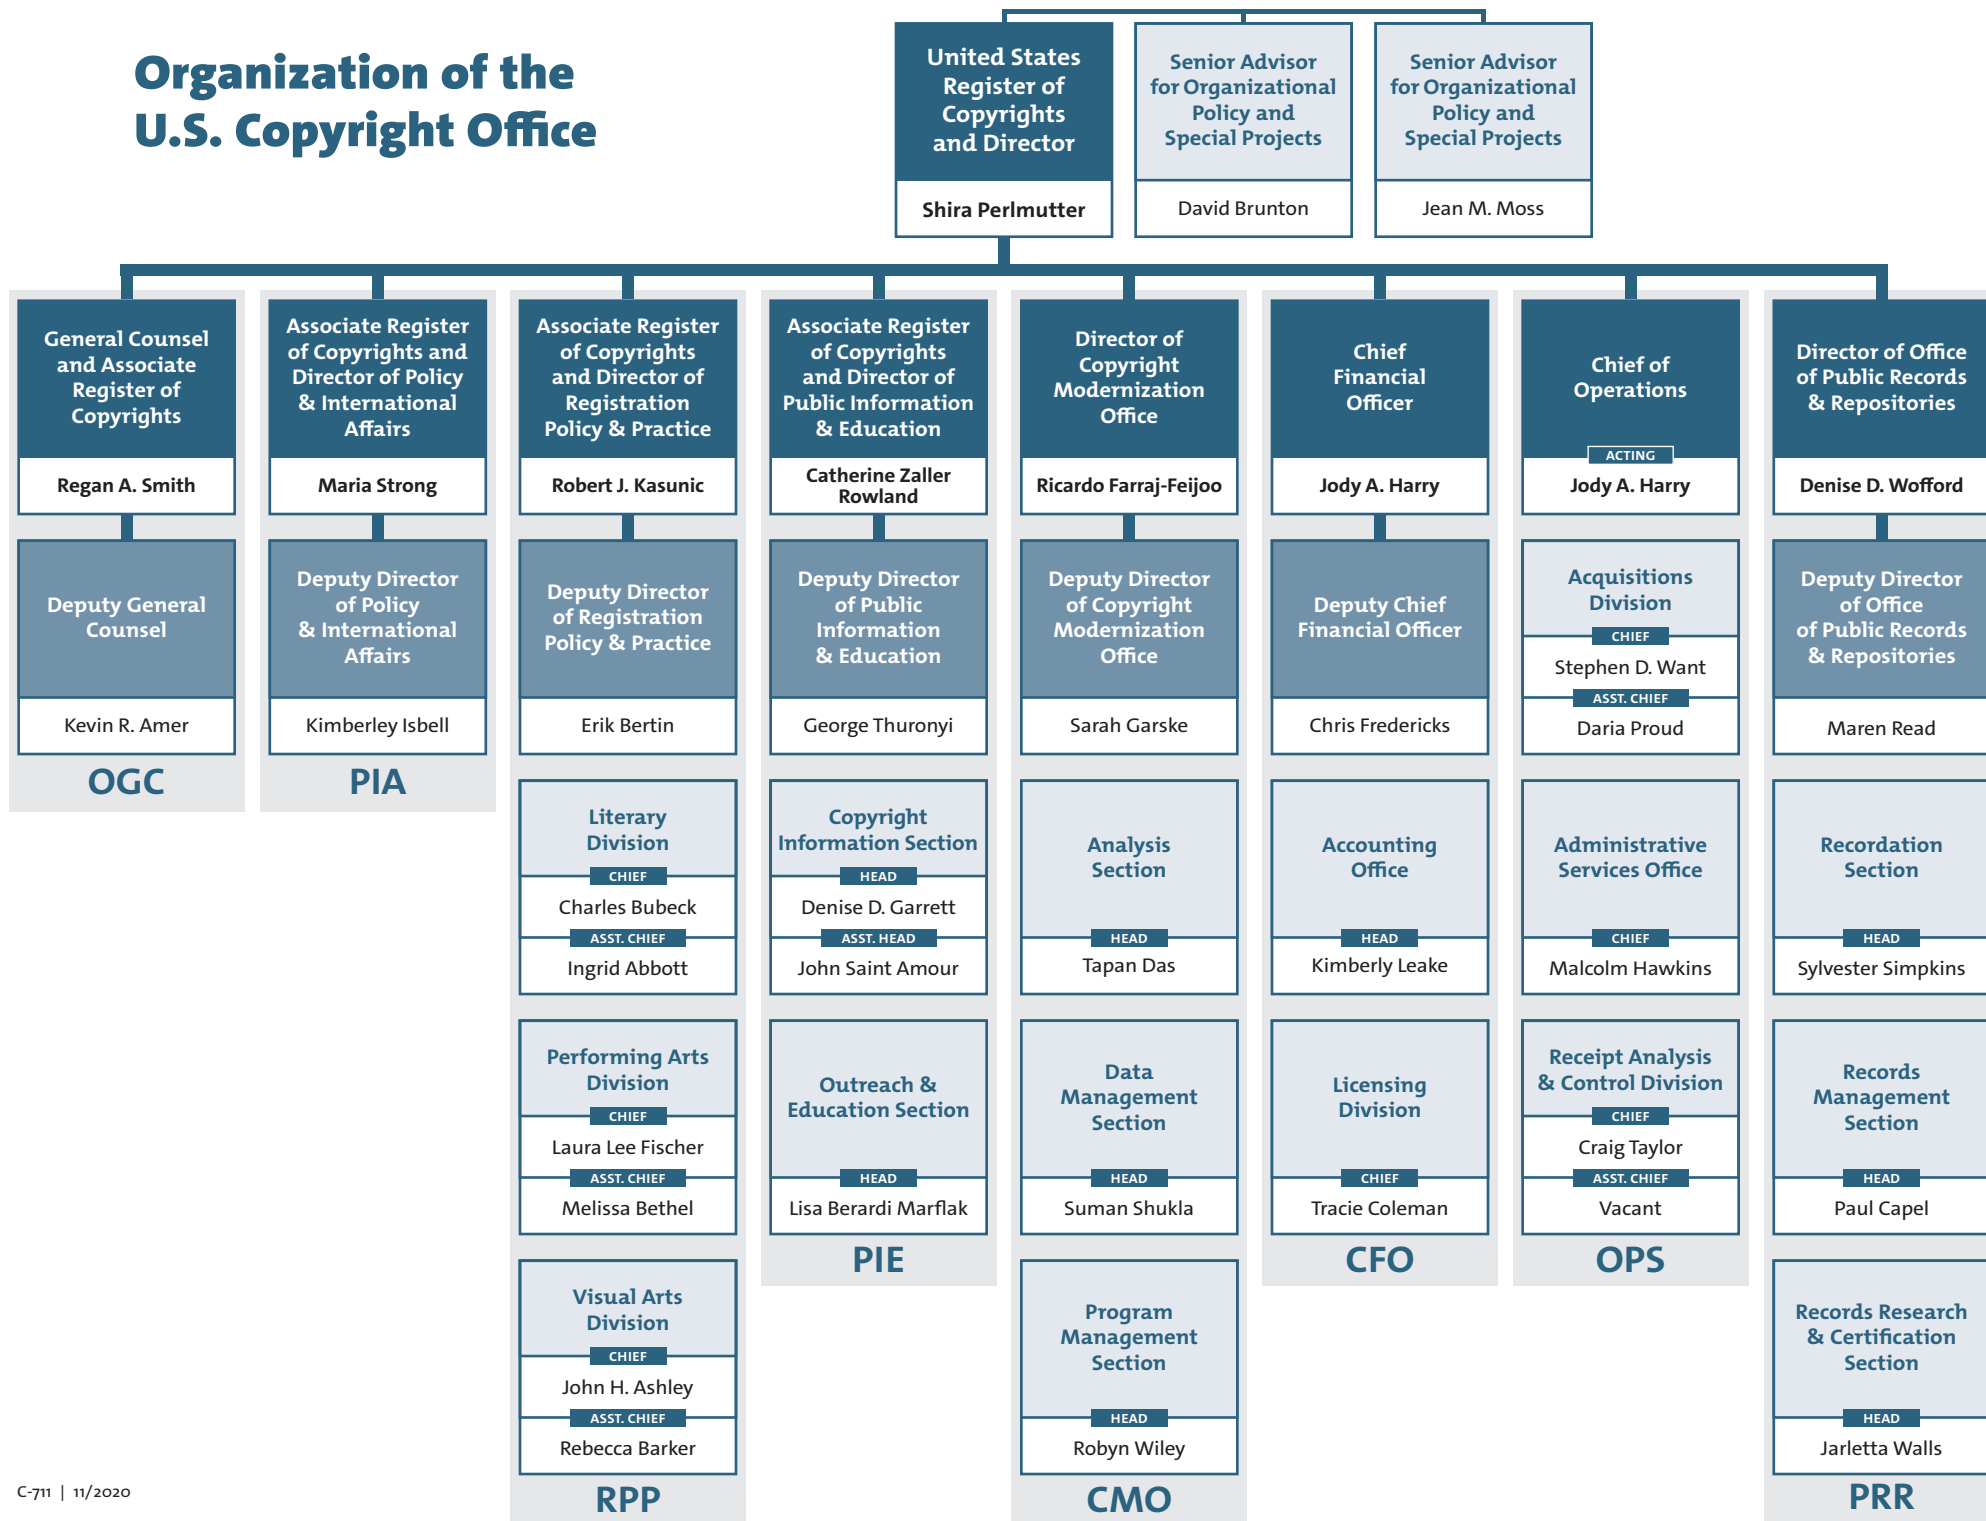 Organization of the
U.S. Copyright Office
United States
Register of
Copyrights
and Director
Shira Perlmutter
Senior Advisor
for Organizational
Policy and
Special Projects
David Brunton
Senior Advisor
for Organizational
Policy and
Special Projects
Jean M. Moss
General Counsel
and Associate
Register of
Copyrights
Regan A. Smith
Deputy General
Counsel
Kevin R. Amer
OGC
Associate Register
of Copyrights and
Director of Policy
& International
Affairs
Maria Strong
Deputy Director
of Policy
& International
Affairs
Kimberley Isbell
PIA
Associate Register
of Copyrights
and Director of
Registration
Policy & Practice
Robert J. Kasunic
Deputy Director
of Registration
Policy & Practice
Erik Bertin
Literary
Division
CHIEF
Charles Bubeck
ASST. CHIEF
Ingrid Abbott
Performing Arts
Division
CHIEF
Laura Lee Fischer
ASST. CHIEF
Melissa Bethel
Visual Arts
Division
CHIEF
John H. Ashley
ASST. CHIEF
Rebecca Barker
RPP
Associate Register
of Copyrights
and Director of
Public Information
& Education
Catherine Zaller
Rowland
Deputy Director
of Public
Information
& Education
George Thuronyi
Copyright
Information Section
HEAD
Denise D. Garrett
ASST. HEAD
John Saint Amour
Outreach &
Education Section
HEAD
Lisa Berardi Marflak
PIE
Director of
Copyright
Modernization
Office
Ricardo Farraj-Feijoo
Deputy Director
of Copyright
Modernization
Office
Sarah Garske
Analysis
Section
HEAD
Tapan Das
Data
Management
Section
HEAD
Suman Shukla
Program
Management
Section
HEAD
Robyn Wiley
CMO
Chief
Financial
Officer
Jody A. Harry
Deputy Chief
Financial Officer
Chris Fredericks
Accounting
Office
HEAD
Kimberly Leake
Licensing
Division
CHIEF
Tracie Coleman
CFO
Chief of
Operations
ACTING
Jody A. Harry
Acquisitions
Division
CHIEF
Stephen D. Want
ASST. CHIEF
Daria Proud
Administrative
Services Office
CHIEF
Malcolm Hawkins
Receipt Analysis
& Control Division
CHIEF
Craig Taylor
ASST. CHIEF
Vacant
OPS
Director of Office
of Public Records
& Repositories
Denise D. Wofford
Deputy Director
of Office
of Public Records
& Repositories
Maren Read
Recordation
Section
HEAD
Sylvester Simpkins
Records
Management
Section
HEAD
Paul Capel
Records Research
& Certification
Section
HEAD
Jarletta Walls
PRR
C-711 | 11/2020